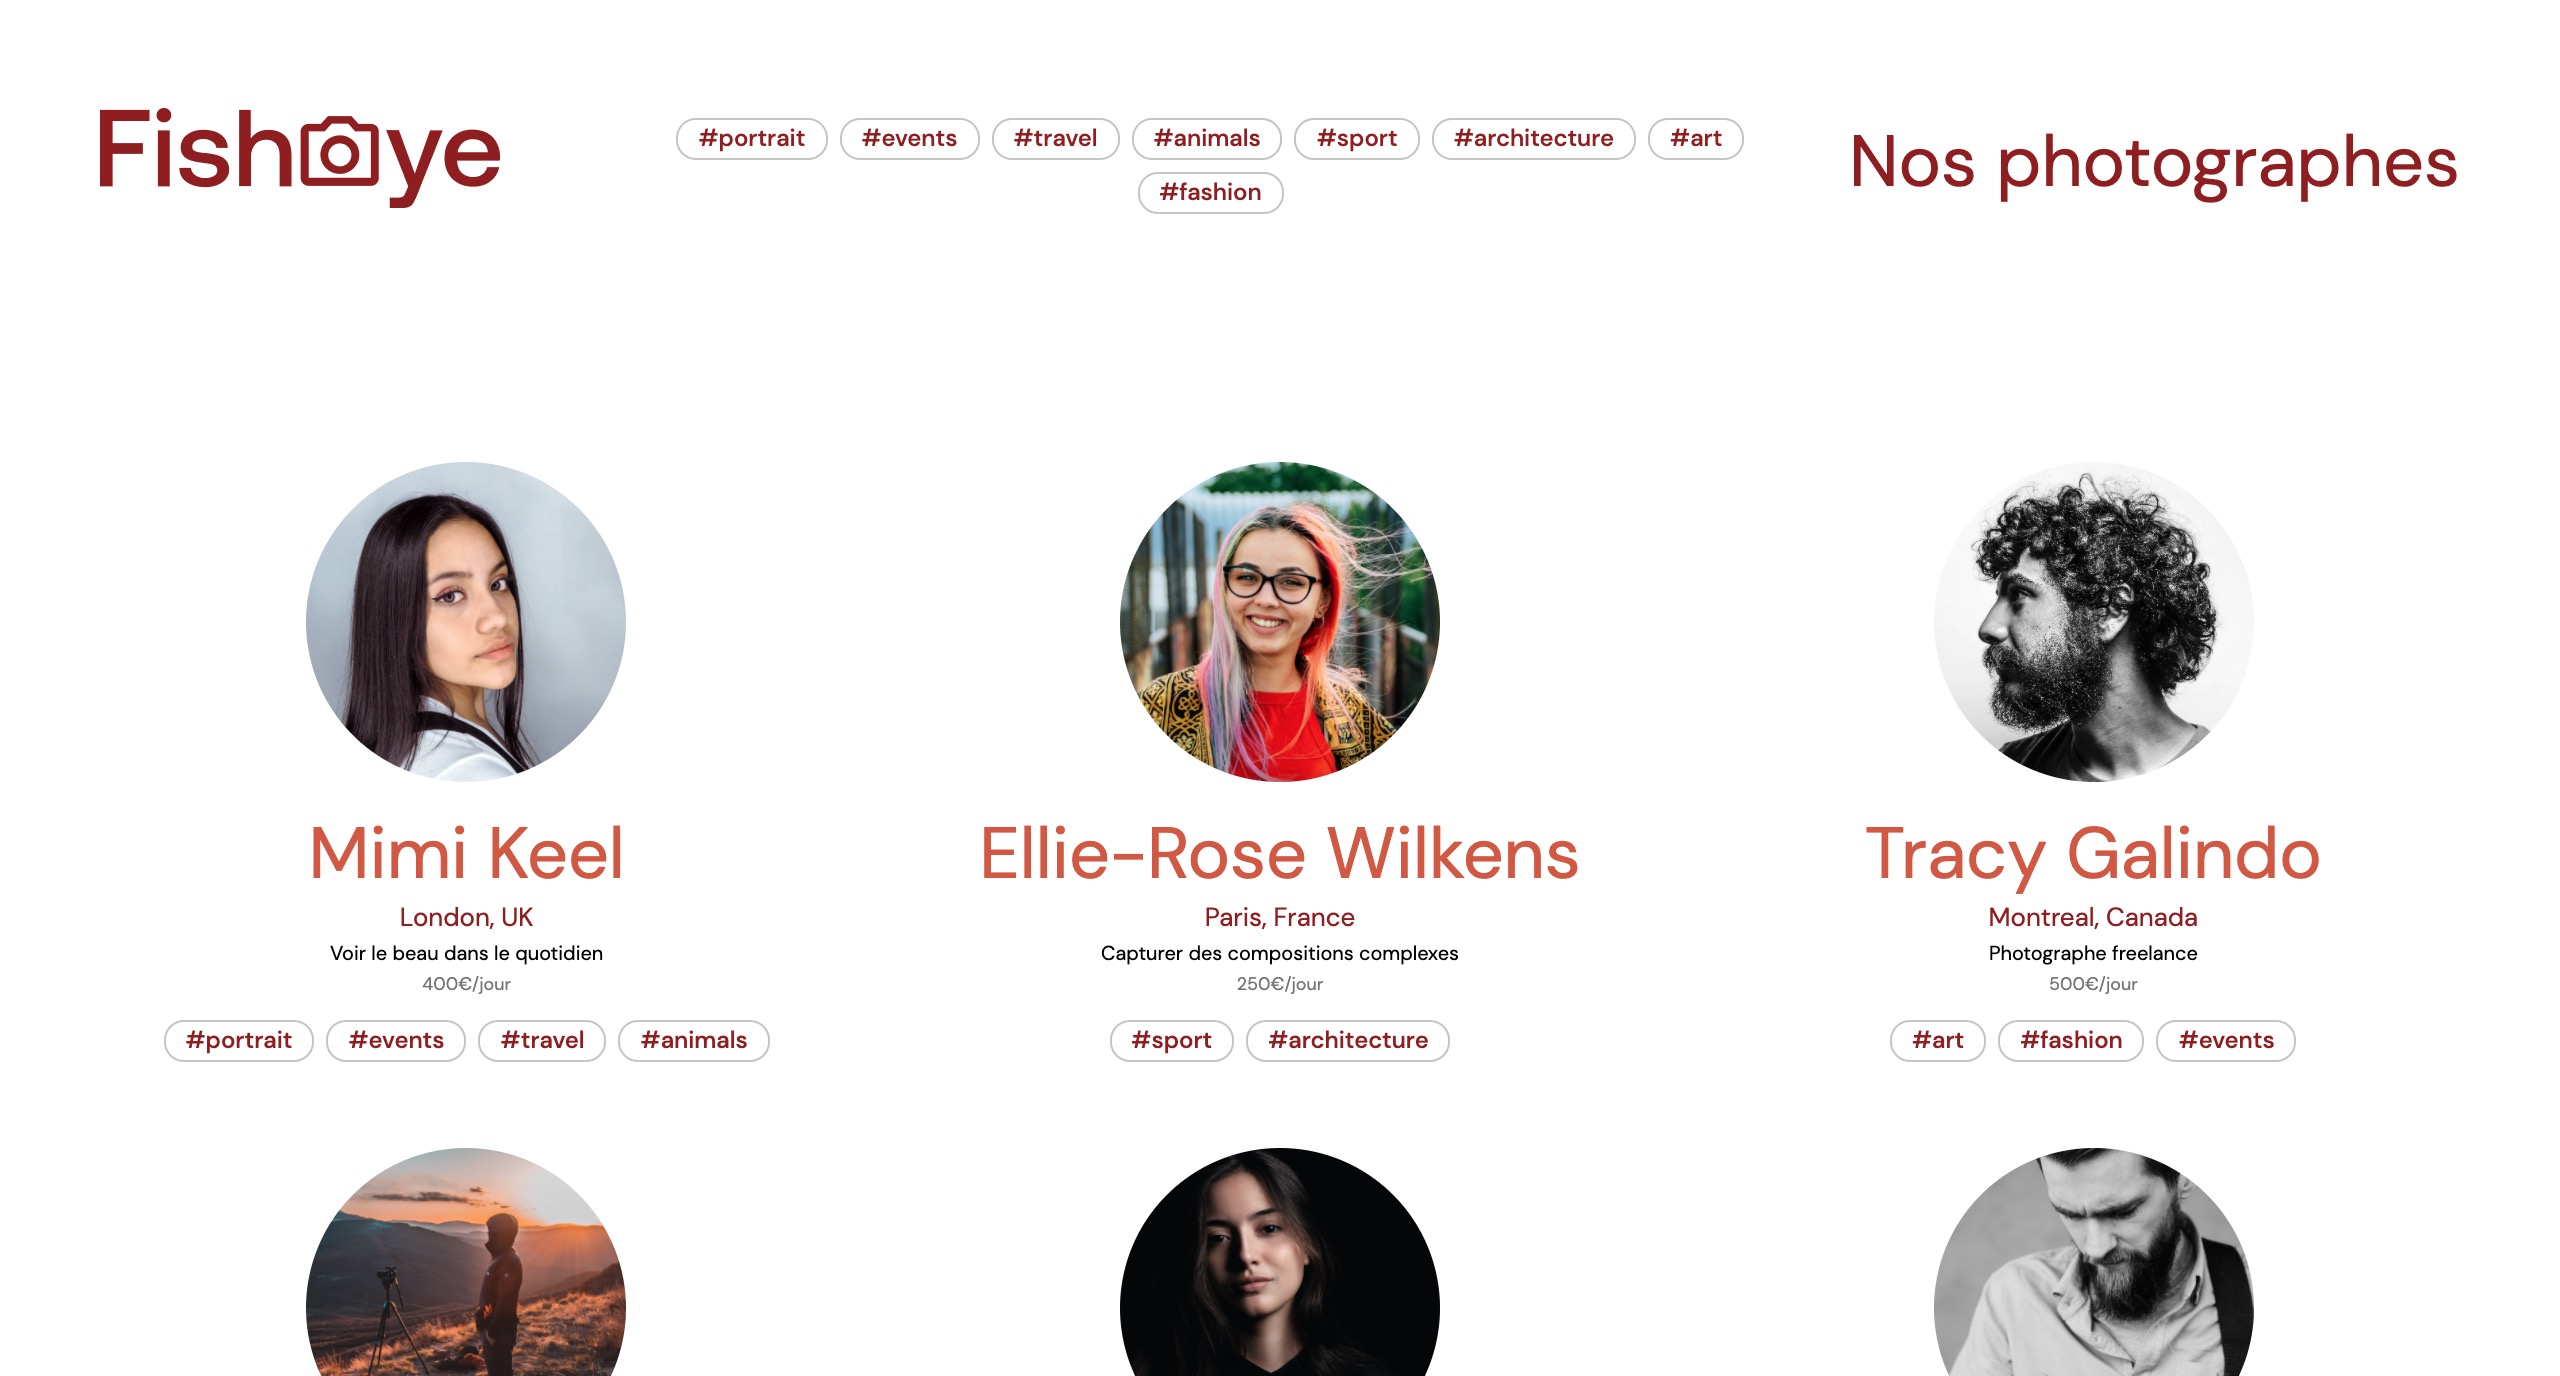 Fisheye
#portrait #events #travel #animals #sport #architecture #art
#fashion
Nos photographes
Mimi Keel
London, UK
Voir le beau dans le quotidien
400€/jour
#portrait #events #travel #animals
Ellie-Rose Wilkens
Paris, France
Capturer des compositions complexes
250€/jour
#sport #architecture
Tracy Galindo
Montreal, Canada
Photographe freelance
500€/jour
#art #fashion #events